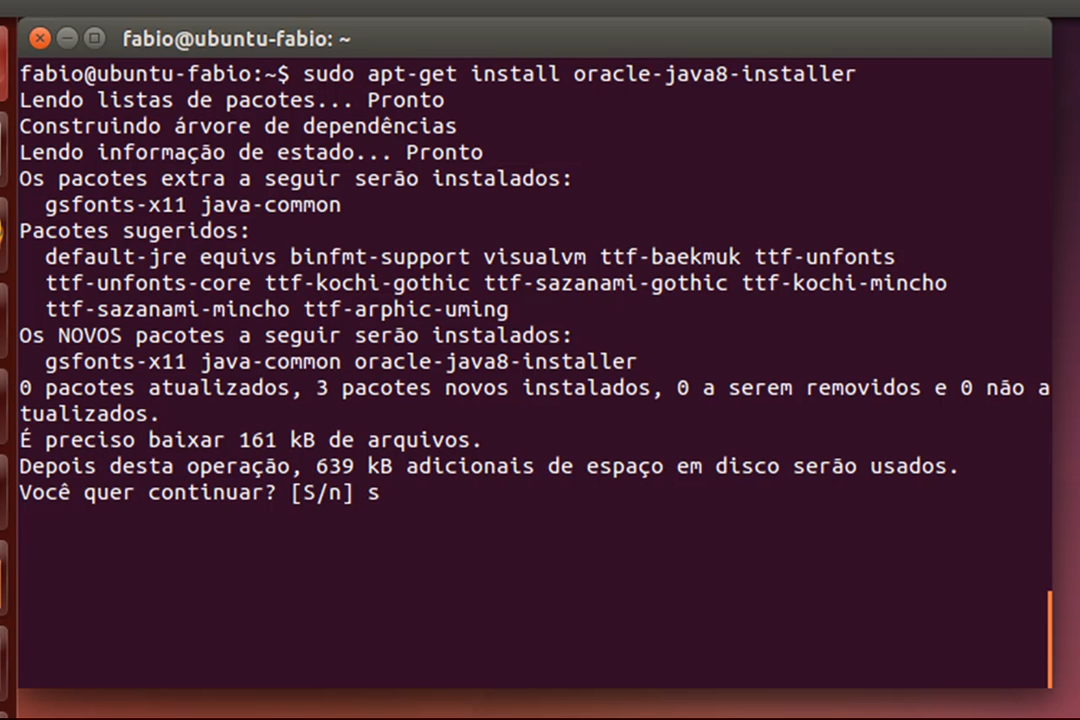 fabio@ubuntu-fabio: ~
fabio@ubuntu-fabio:~$ sudo apt-get install oracle-java8-installer
Lendo listas de pacotes... Pronto
Construindo árvore de dependências
Lendo informação de estado... Pronto
Os pacotes extra a seguir serão instalados:
  gsfonts-x11 java-common
Pacotes sugeridos:
  default-jre equivs binfmt-support visualvm ttf-baekmuk ttf-unfonts
  ttf-unfonts-core ttf-kochi-gothic ttf-sazanami-gothic ttf-kochi-mincho
  ttf-sazanami-mincho ttf-arphic-uming
Os NOVOS pacotes a seguir serão instalados:
  gsfonts-x11 java-common oracle-java8-installer
0 pacotes atualizados, 3 pacotes novos instalados, 0 a serem removidos e 0 não a
tualizados.
É preciso baixar 161 kB de arquivos.
Depois desta operação, 639 kB adicionais de espaço em disco serão usados.
Você quer continuar? [S/n] s